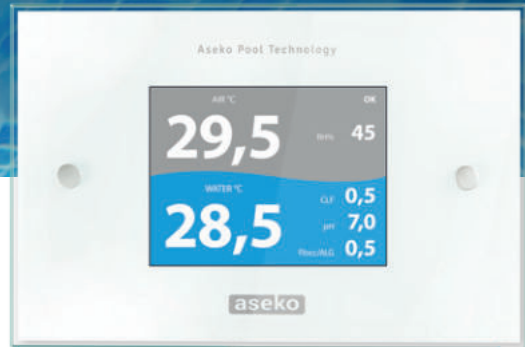 Aseko Pool Technology
AIR °C OK
29,5 rH% 45
WATER °C
28,5
CLF 0,5
pH 7,0
floc/ALG 0,5
aseko